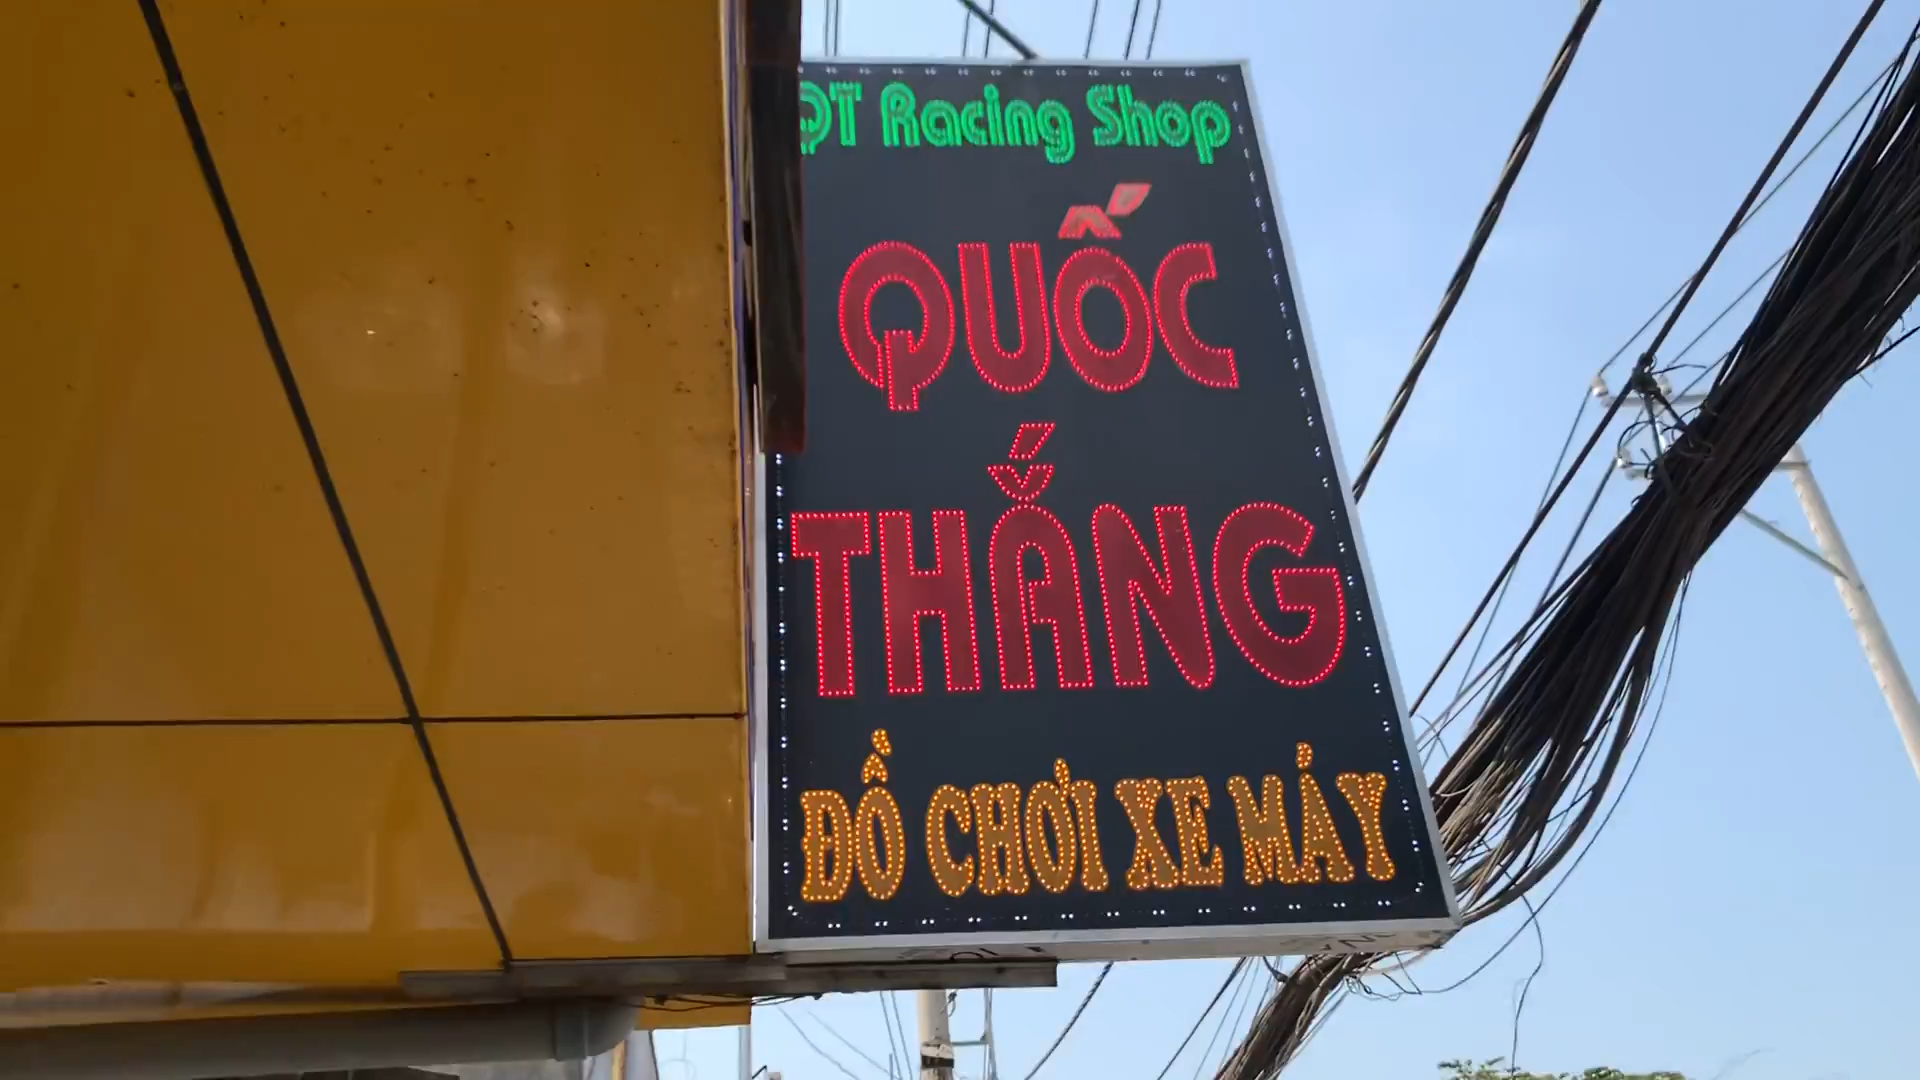 QT Racing Shop
QUỐC
THẮNG
ĐỒ CHƠI XE MÁY